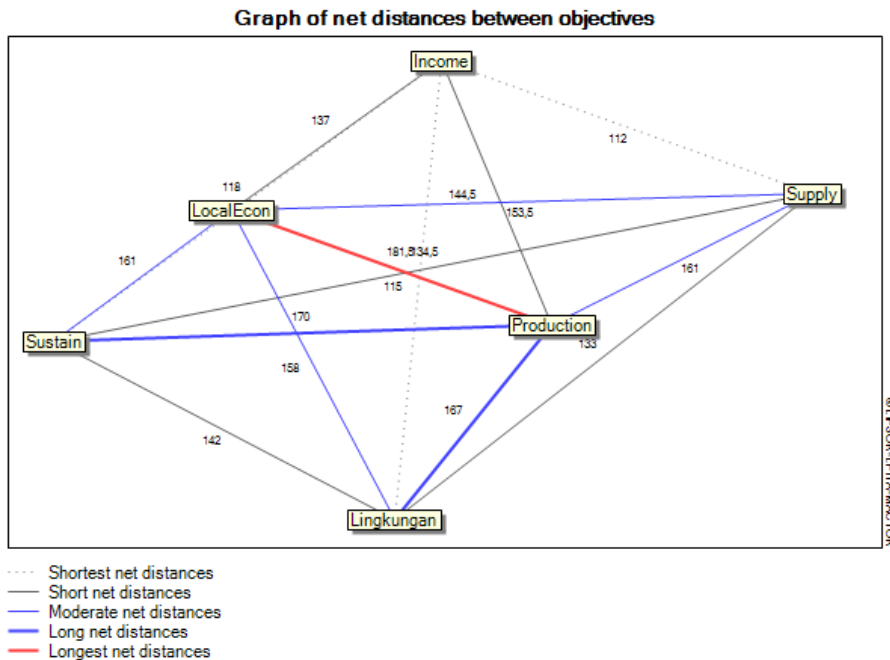 Graph of net distances between objectives
Income
137
112
118
Supply
LocalEcon
144,5
153,5
181,5
134,5
161
115
161
170
Production
Sustain
133
158
167
142
Lingkungan
Shortest net distances
Short net distances
Moderate net distances
Long net distances
Longest net distances